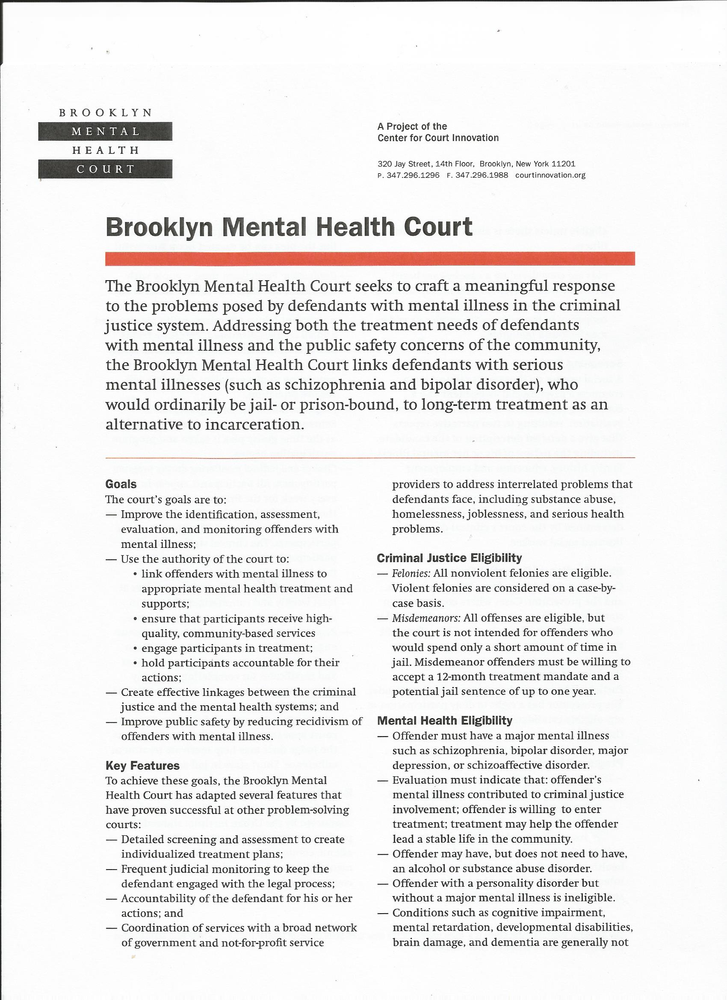 BROOKLYN
MENTAL
HEALTH
COURT
A Project of the
Center for Court Innovation
320 Jay Street, 14th Floor, Brooklyn, New York 11201
P. 347.296.1296 F. 347.296.1988 courtinnovation.org
Brooklyn Mental Health Court
The Brooklyn Mental Health Court seeks to craft a meaningful response
to the problems posed by defendants with mental illness in the criminal
justice system. Addressing both the treatment needs of defendants
with mental illness and the public safety concerns of the community,
the Brooklyn Mental Health Court links defendants with serious
mental illnesses (such as schizophrenia and bipolar disorder), who
would ordinarily be jail- or prison-bound, to long-term treatment as an
alternative to incarceration.
Goals
The court's goals are to:
— Improve the identification, assessment,
evaluation, and monitoring offenders with
mental illness;
— Use the authority of the court to:
• link offenders with mental illness to
appropriate mental health treatment and
supports;
• ensure that participants receive high-
quality, community-based services
• engage participants in treatment;
• hold participants accountable for their
actions;
— Create effective linkages between the criminal
justice and the mental health systems; and
— Improve public safety by reducing recidivism of
offenders with mental illness.
Key Features
To achieve these goals, the Brooklyn Mental
Health Court has adapted several features that
have proven successful at other problem-solving
courts:
— Detailed screening and assessment to create
individualized treatment plans;
— Frequent judicial monitoring to keep the
defendant engaged with the legal process;
— Accountability of the defendant for his or her
actions; and
— Coordination of services with a broad network
of government and not-for-profit service
providers to address interrelated problems that
defendants face, including substance abuse,
homelessness, joblessness, and serious health
problems.
Criminal Justice Eligibility
— Felonies: All nonviolent felonies are eligible.
Violent felonies are considered on a case-by-
case basis.
— Misdemeanors: All offenses are eligible, but
the court is not intended for offenders who
would spend only a short amount of time in
jail. Misdemeanor offenders must be willing to
accept a 12-month treatment mandate and a
potential jail sentence of up to one year.
Mental Health Eligibility
— Offender must have a major mental illness
such as schizophrenia, bipolar disorder, major
depression, or schizoaffective disorder.
— Evaluation must indicate that: offender's
mental illness contributed to criminal justice
involvement; offender is willing to enter
treatment; treatment may help the offender
lead a stable life in the community.
— Offender may have, but does not need to have,
an alcohol or substance abuse disorder.
— Offender with a personality disorder but
without a major mental illness is ineligible.
— Conditions such as cognitive impairment,
mental retardation, developmental disabilities,
brain damage, and dementia are generally not